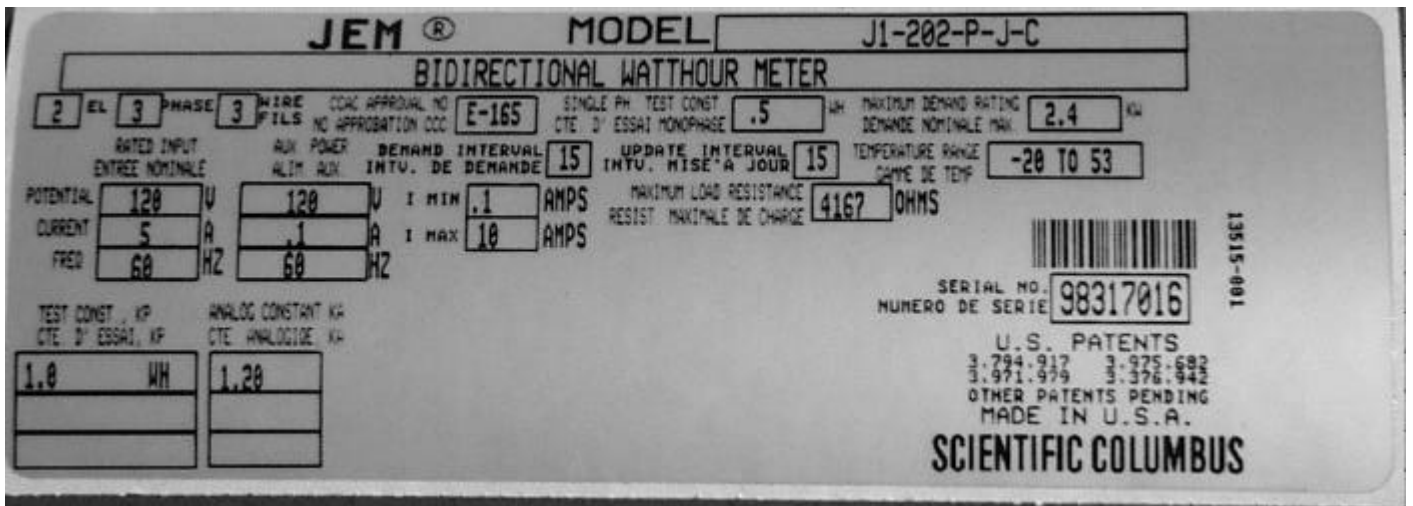 JEM ® MODEL J1-202-P-J-C
BIDIRECTIONAL WATTHOUR METER
2 EL 3 PHASE 3 WIRE FILS CCAC APPROVAL NO NO APPROBATION CCC E-165 SINGLE PH. TEST CONST CTE D' ESSAI MONOPHASE .5 WH MAXIMUM DEMAND RATING DEMANDE NOMINALE MAX. 2.4 KW
RATED INPUT ENTREE NOMINALE AUX POWER ALIM AUX. DEMAND INTERVAL INTV. DE DEMANDE 15 UPDATE INTERVAL INTV. MISE'A JOUR 15 TEMPERATURE RANGE GAMME DE TEMP -20 TO 53
POTENTIAL 120 V 120 V I MIN .1 AMPS MAXIMUM LOAD RESISTANCE RESIST MAXIMALE DE CHARGE 4167 OHMS
CURRENT 5 A .1 A I MAX 10 AMPS
FREQ 60 HZ 60 HZ
13515-001
SERIAL NO.
NUMERO DE SERIE 98317016
TEST CONST., KP ANALOG CONSTANT KA
CTE D' ESSAI, KP CTE ANALOGIQE KA
1.0 WH 1.20
U.S. PATENTS
3.794.917 3.975.682
3.971.979 3.376.942
OTHER PATENTS PENDING
MADE IN U.S.A.
SCIENTIFIC COLUMBUS